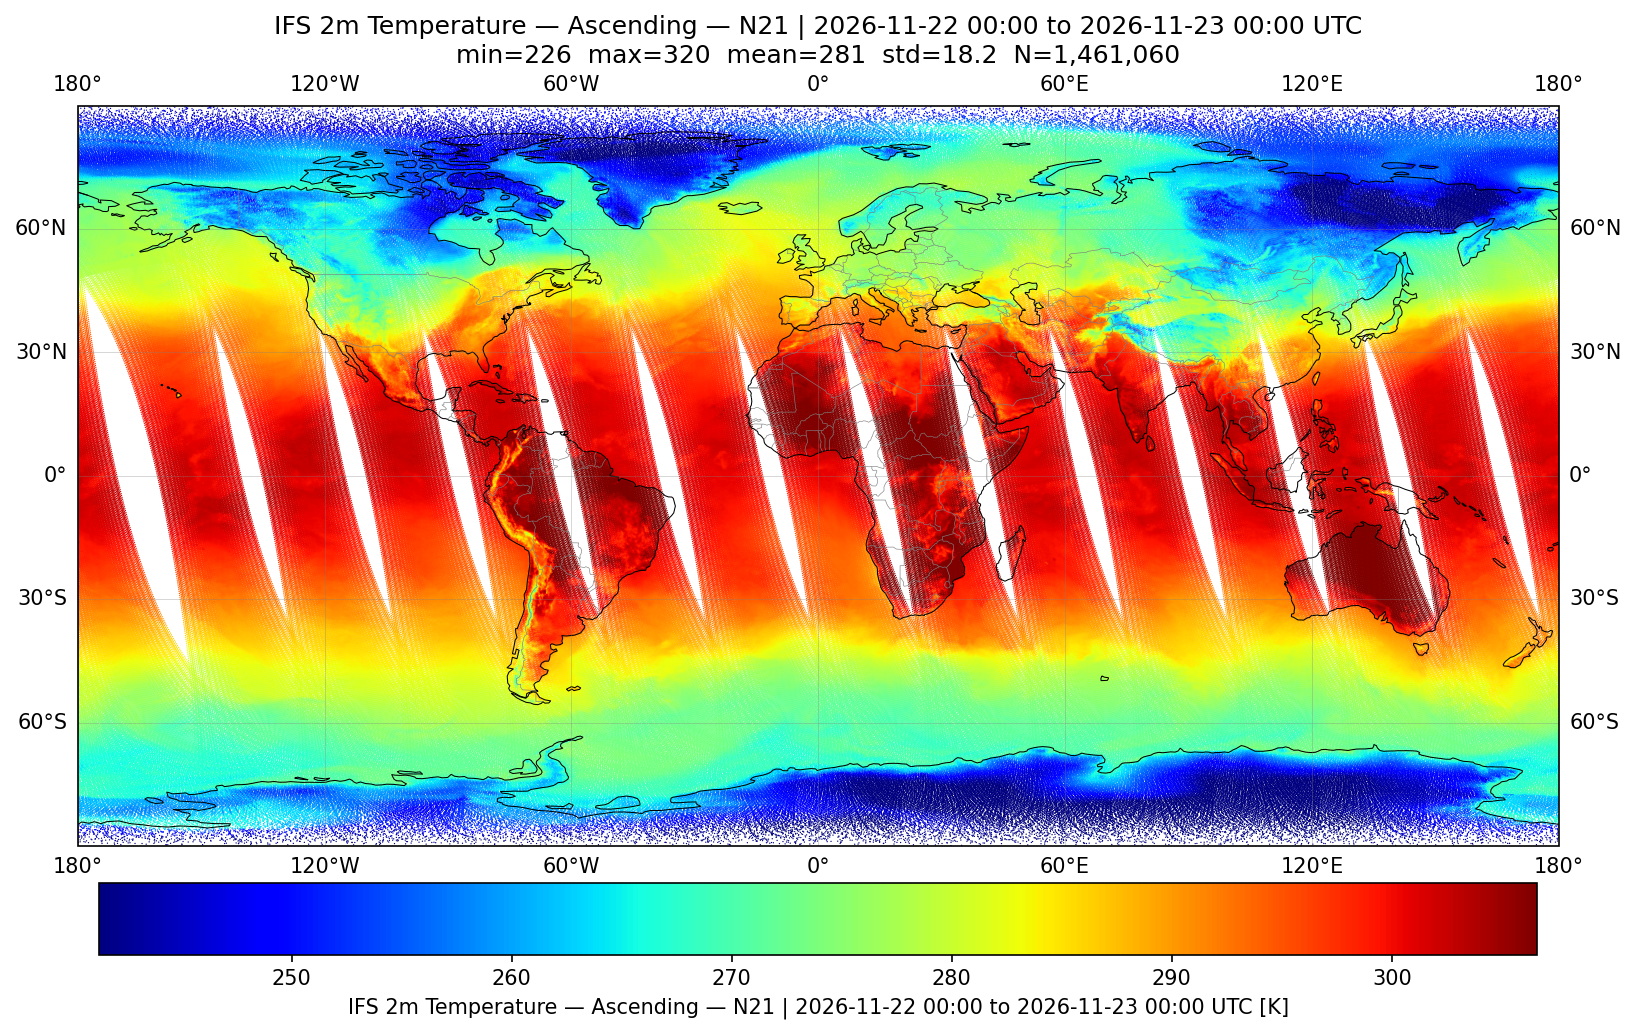 IFS 2m Temperature — Ascending — N21 | 2026-11-22 00:00 to 2026-11-23 00:00 UTC
min=226  max=320  mean=281  std=18.2  N=1,461,060
180° 120°W 60°W 0° 60°E 120°E 180°
60°N 60°N
30°N 30°N
0° 0°
30°S 30°S
60°S 60°S
180° 120°W 60°W 0° 60°E 120°E 180°
250 260 270 280 290 300
IFS 2m Temperature — Ascending — N21 | 2026-11-22 00:00 to 2026-11-23 00:00 UTC [K]